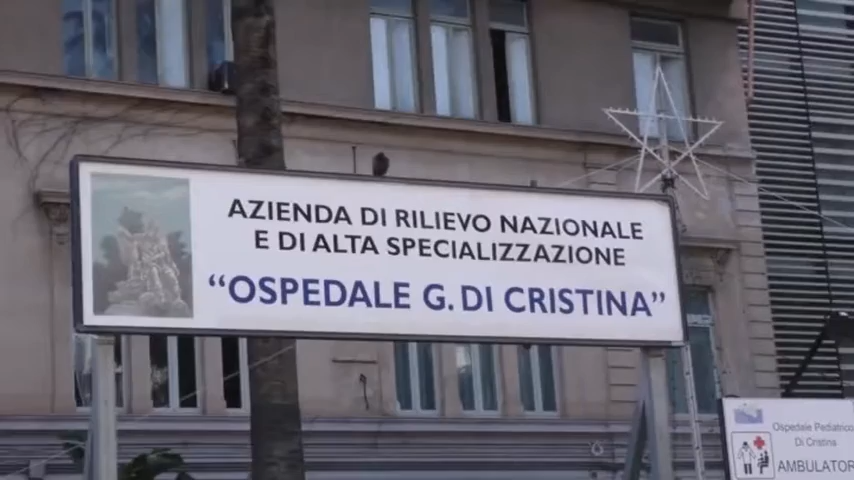 AZIENDA DI RILIEVO NAZIONALE
E DI ALTA SPECIALIZZAZIONE
“OSPEDALE G. DI CRISTINA”
Ospedale Pediatrico
Di Cristina
AMBULATOR